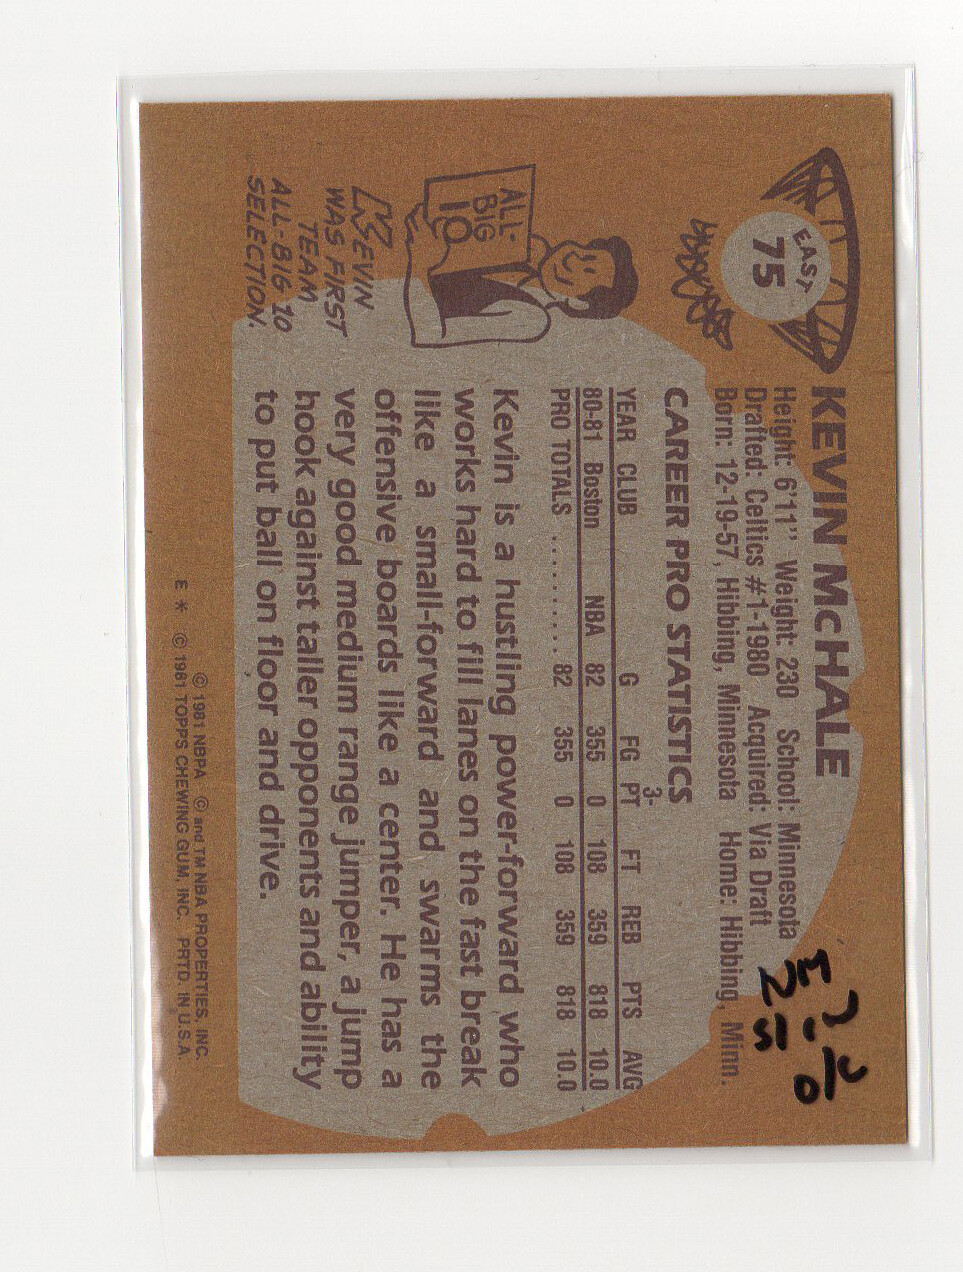 EAST
75
KEVIN McHALE
Height: 6'11" Weight: 230 School: Minnesota
Drafted: Celtics #1-1980 Acquired: Via Draft
Born: 12-19-57, Hibbing, Minnesota Home: Hibbing, Minn.
CAREER PRO STATISTICS
YEAR CLUB G FG 3-PT FT REB PTS AVG
80-81 Boston NBA 82 355 0 108 359 818 10.0
PRO TOTALS .......... 82 355 0 108 359 818 10.0
ALL-
BIG
10
KEVIN
WAS FIRST
TEAM
ALL-BIG 10
SELECTION.
Kevin is a hustling power-forward who
works hard to fill lanes on the fast break
like a small-forward and swarms the
offensive boards like a center. He has a
very good medium range jumper, a jump
hook against taller opponents and ability
to put ball on floor and drive.
© 1981 NBPA © and TM NBA PROPERTIES, INC.
E * © 1981 TOPPS CHEWING GUM, INC. PRTD. IN U.S.A.